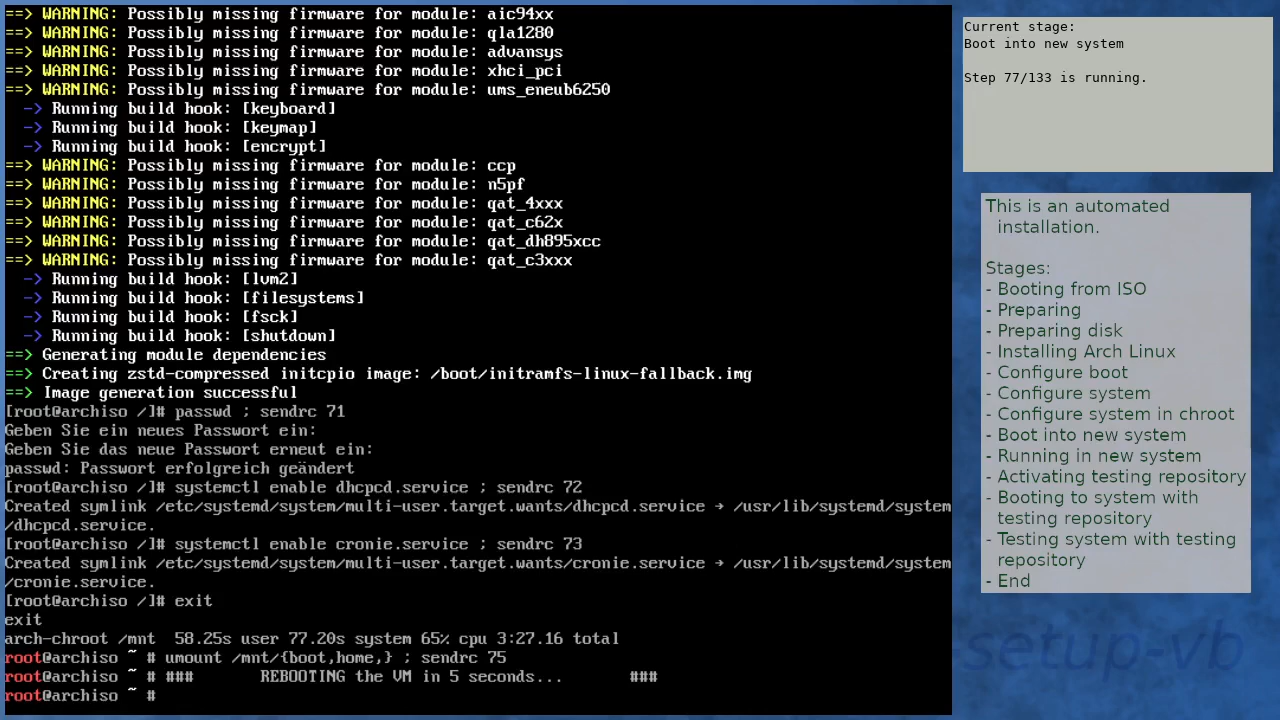 ==> WARNING: Possibly missing firmware for module: aic94xx
==> WARNING: Possibly missing firmware for module: qla1280
==> WARNING: Possibly missing firmware for module: advansys
==> WARNING: Possibly missing firmware for module: xhci_pci
==> WARNING: Possibly missing firmware for module: ums_eneub6250
  -> Running build hook: [keyboard]
  -> Running build hook: [keymap]
  -> Running build hook: [encrypt]
==> WARNING: Possibly missing firmware for module: ccp
==> WARNING: Possibly missing firmware for module: n5pf
==> WARNING: Possibly missing firmware for module: qat_4xxx
==> WARNING: Possibly missing firmware for module: qat_c62x
==> WARNING: Possibly missing firmware for module: qat_dh895xcc
==> WARNING: Possibly missing firmware for module: qat_c3xxx
  -> Running build hook: [lvm2]
  -> Running build hook: [filesystems]
  -> Running build hook: [fsck]
  -> Running build hook: [shutdown]
==> Generating module dependencies
==> Creating zstd-compressed initcpio image: /boot/initramfs-linux-fallback.img
==> Image generation successful
[root@archiso /]# passwd ; sendrc 71
Geben Sie ein neues Passwort ein:
Geben Sie das neue Passwort erneut ein:
passwd: Passwort erfolgreich geändert
[root@archiso /]# systemctl enable dhcpcd.service ; sendrc 72
Created symlink /etc/systemd/system/multi-user.target.wants/dhcpcd.service → /usr/lib/systemd/system
/dhcpcd.service.
[root@archiso /]# systemctl enable cronie.service ; sendrc 73
Created symlink /etc/systemd/system/multi-user.target.wants/cronie.service → /usr/lib/systemd/system
/cronie.service.
[root@archiso /]# exit
exit
arch-chroot /mnt  58.25s user 77.20s system 65% cpu 3:27.16 total
root@archiso ~ # umount /mnt/{boot,home,} ; sendrc 75
root@archiso ~ # ###       REBOOTING the VM in 5 seconds...       ###
root@archiso ~ #
Current stage:
Boot into new system
Step 77/133 is running.
This is an automated
installation.
Stages:
- Booting from ISO
- Preparing
- Preparing disk
- Installing Arch Linux
- Configure boot
- Configure system
- Configure system in chroot
- Boot into new system
- Running in new system
- Activating testing repository
- Booting to system with
testing repository
- Testing system with testing
repository
- End
setup-vb